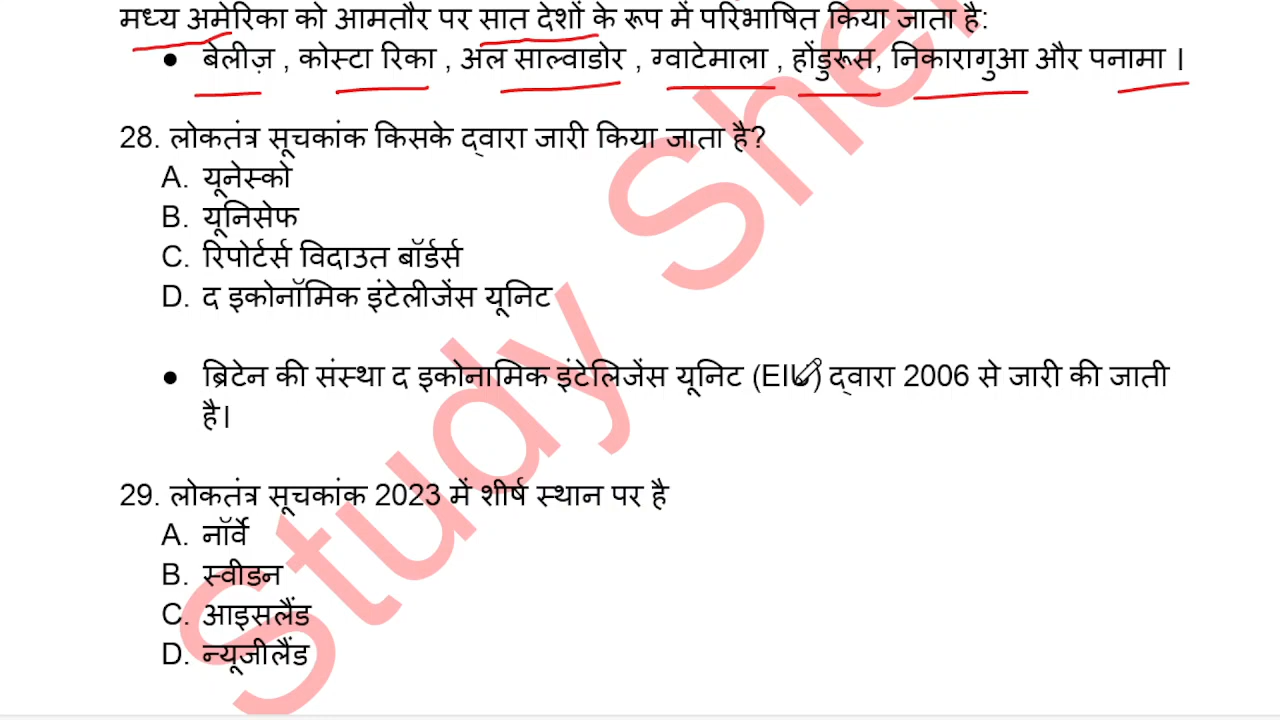 मध्य अमेरिका को आमतौर पर सात देशों के रूप में परिभाषित किया जाता है:
● बेलीज़ , कोस्टा रिका , अल साल्वाडोर , ग्वाटेमाला , होंडुरूस, निकारागुआ और पनामा ।
28. लोकतंत्र सूचकांक किसके द्वारा जारी किया जाता है?
A. यूनेस्को
B. यूनिसेफ
C. रिपोर्टर्स विदाउत बॉर्डर्स
D. द इकोनॉमिक इंटेलीजेंस यूनिट
● ब्रिटेन की संस्था द इकोनामिक इंटेलिजेंस यूनिट (EIU) द्वारा 2006 से जारी की जाती
है।
29. लोकतंत्र सूचकांक 2023 में शीर्ष स्थान पर है
A. नॉर्वे
B. स्वीडन
C. आइसलैंड
D. न्यूजीलैंड
Study Sher